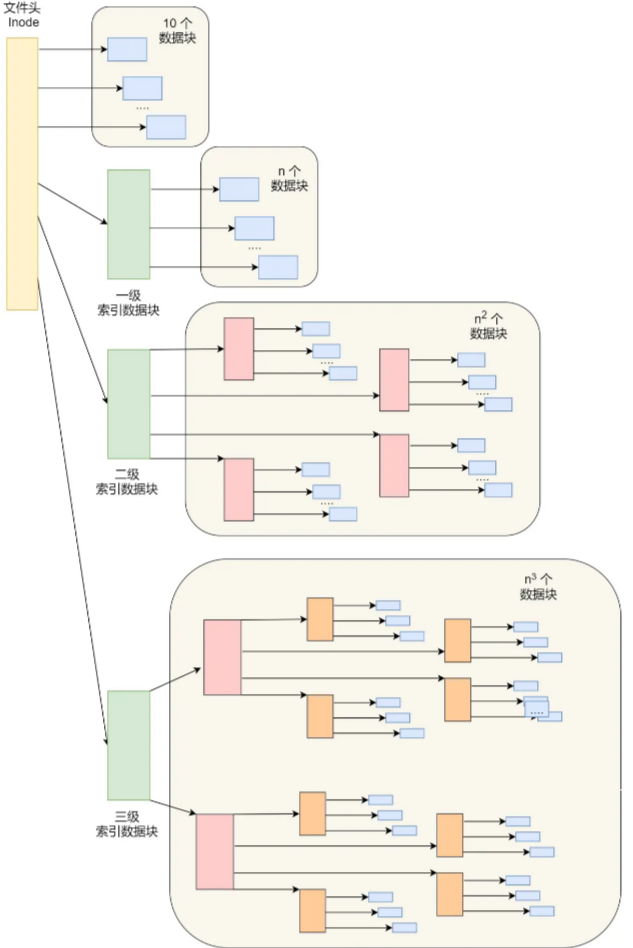 文件头
Inode
10 个
数据块
....
n 个
数据块
....
一级
索引数据块
n² 个
数据块
....
....
....
....
二级
索引数据块
n³ 个
数据块
....
三级
索引数据块